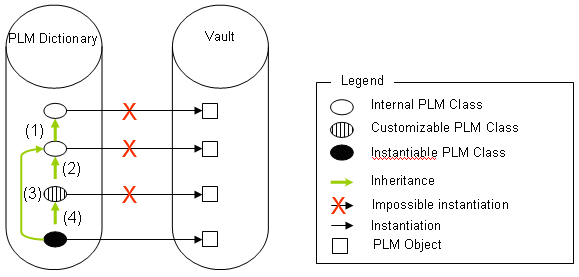 PLM Dictionary
Vault
(1)
(2)
(3)
(4)
Legend
Internal PLM Class
Customizable PLM Class
Instantiable PLM Class
Inheritance
Impossible instantiation
Instantiation
PLM Object